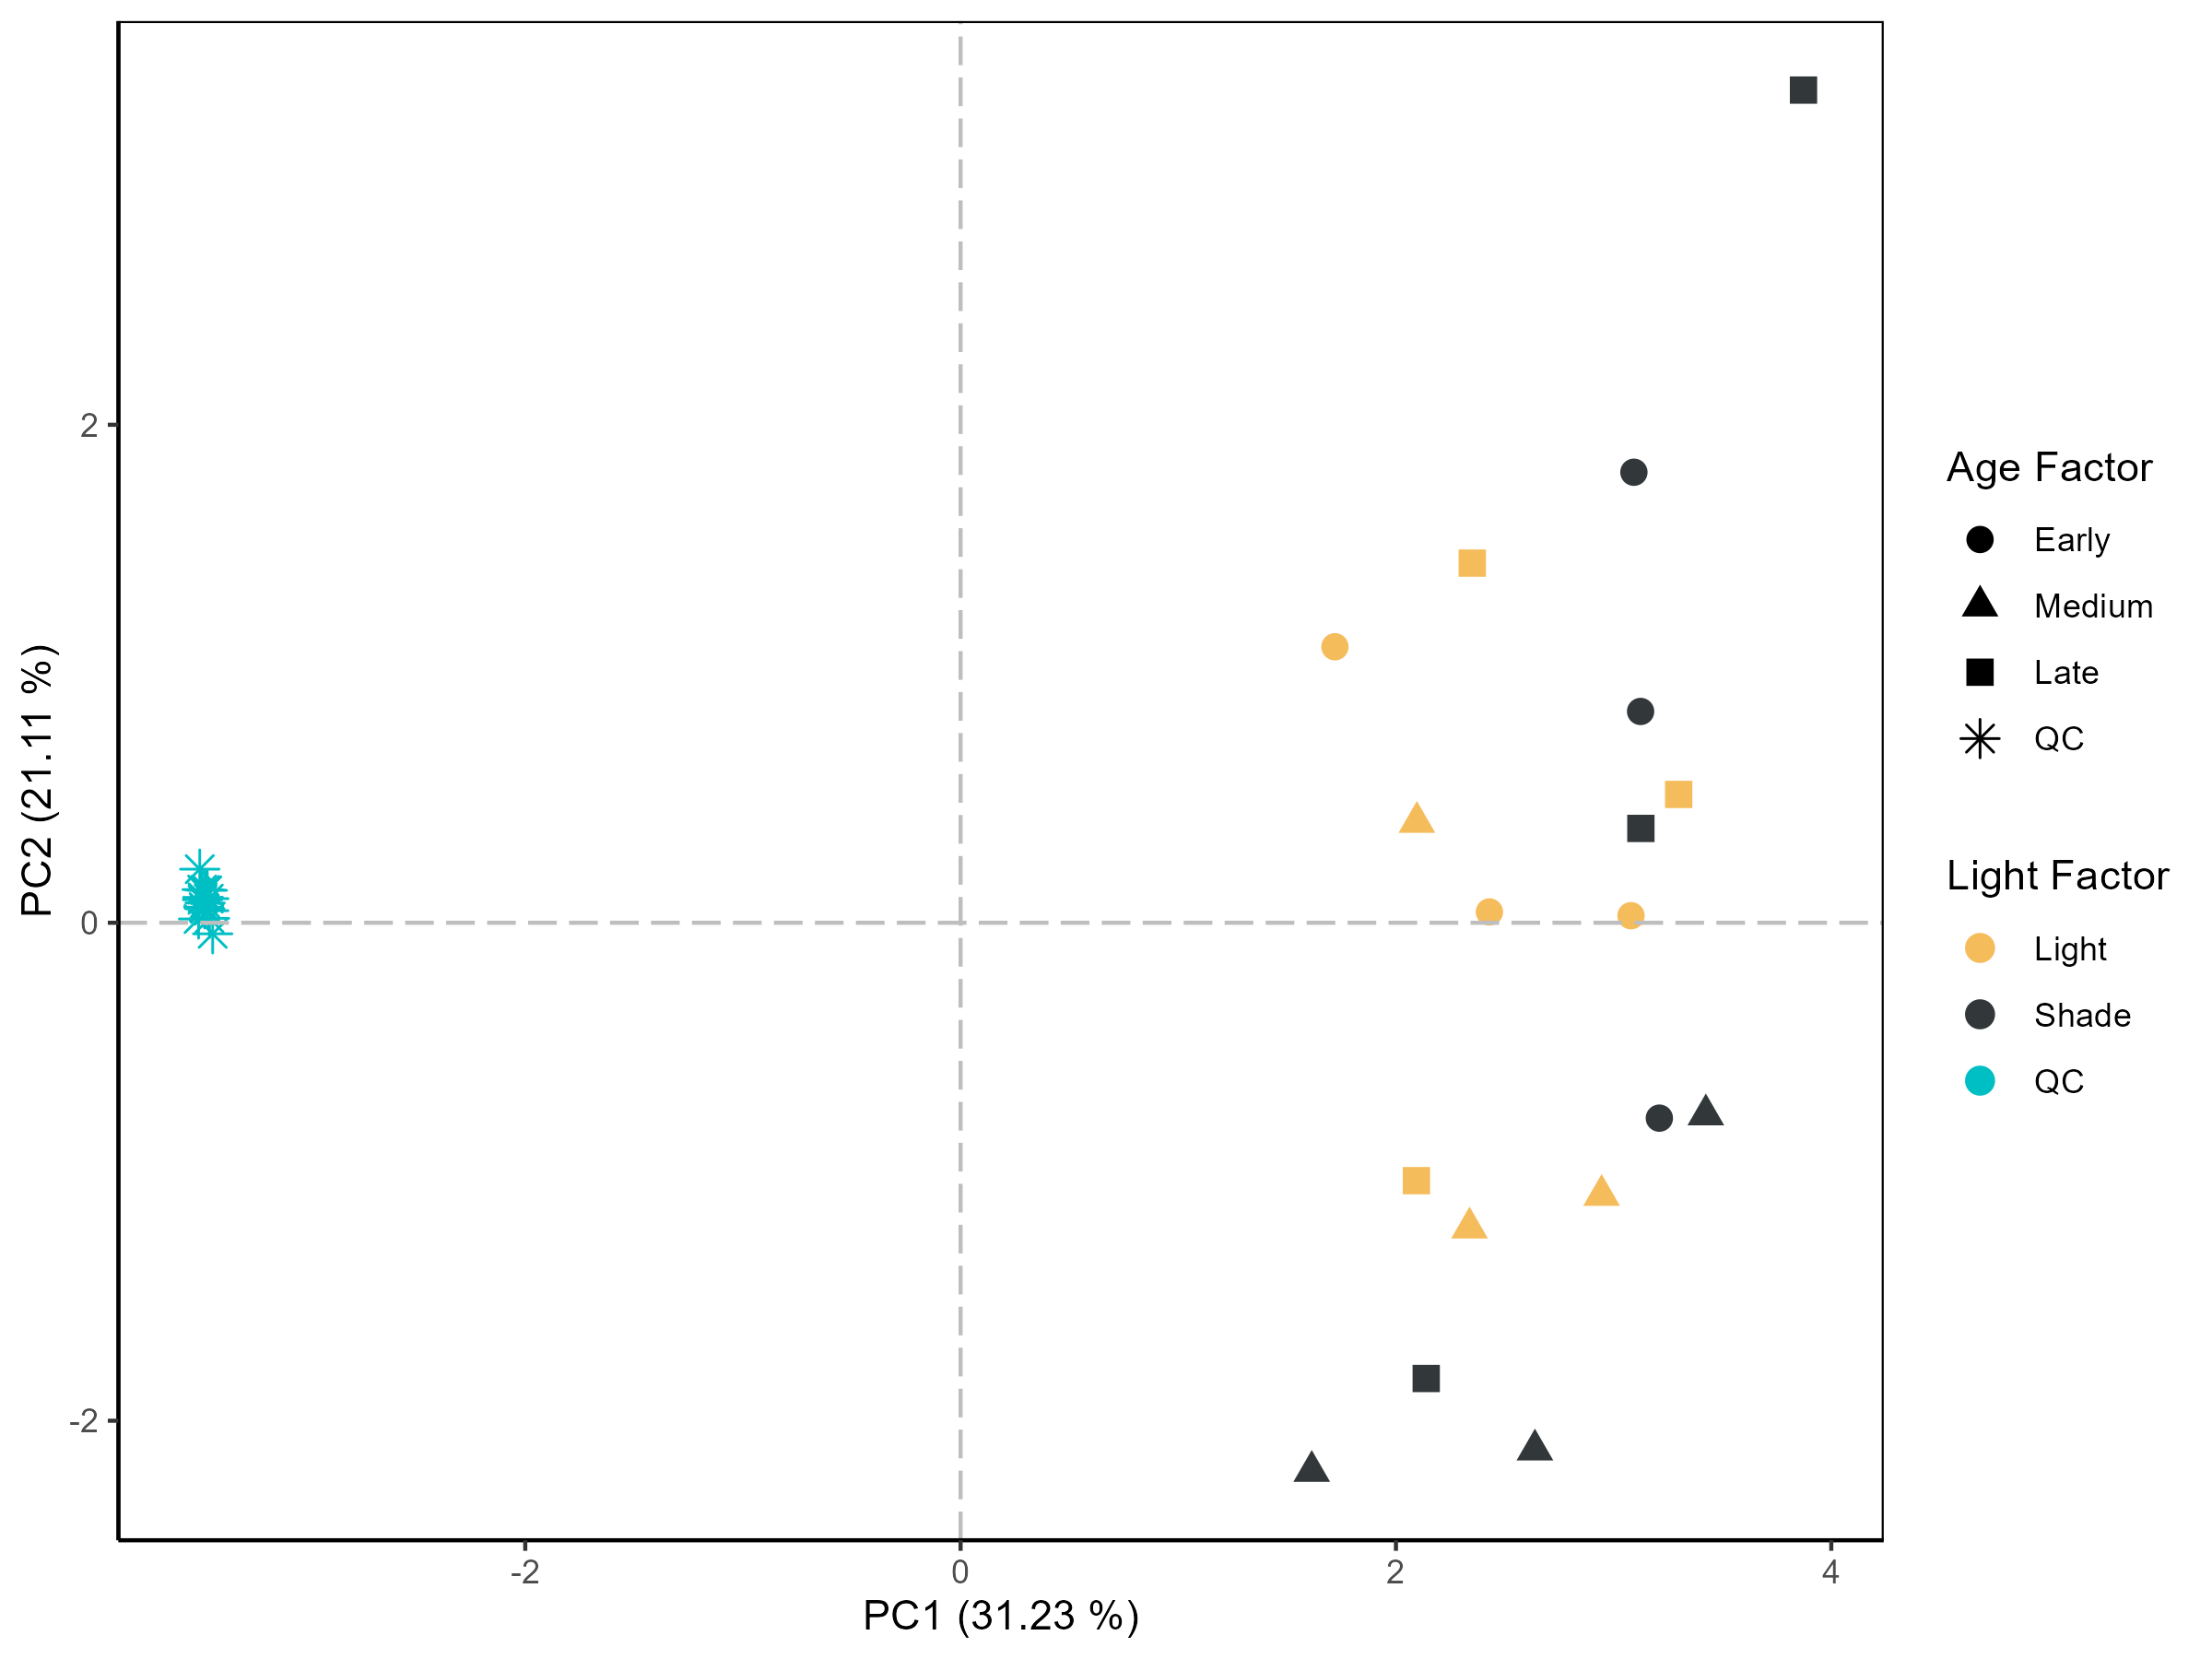 PC2 (21.11 %)
2
0
-2
-2
0
2
4
PC1 (31.23 %)
Age Factor
Early
Medium
Late
QC
Light Factor
Light
Shade
QC